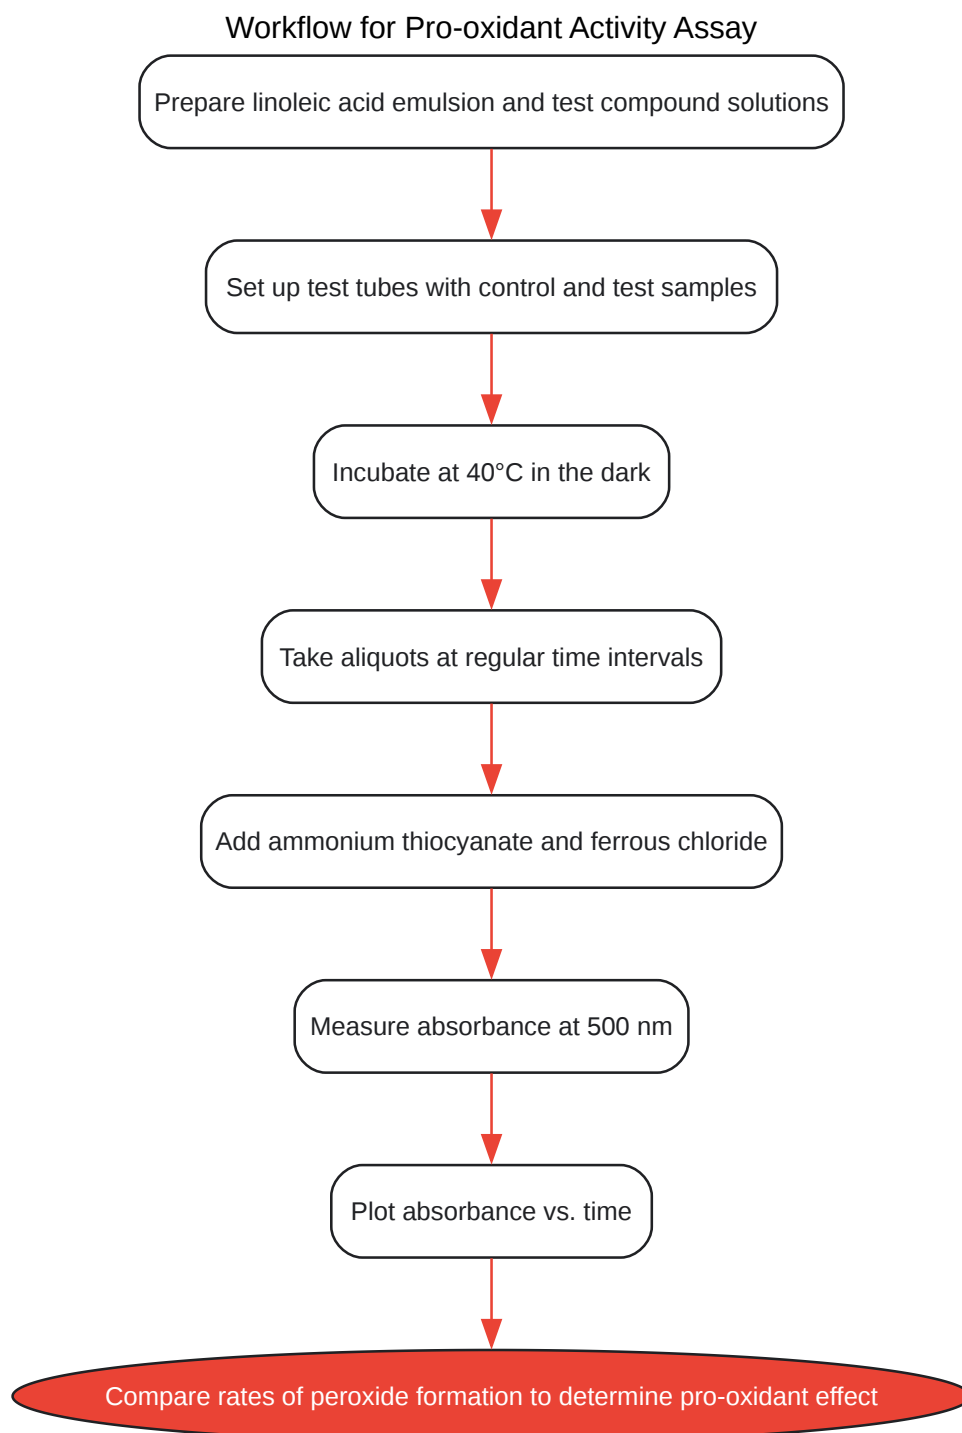 Workflow for Pro-oxidant Activity Assay
Prepare linoleic acid emulsion and test compound solutions
Set up test tubes with control and test samples
Incubate at 40°C in the dark
Take aliquots at regular time intervals
Add ammonium thiocyanate and ferrous chloride
Measure absorbance at 500 nm
Plot absorbance vs. time
Compare rates of peroxide formation to determine pro-oxidant effect